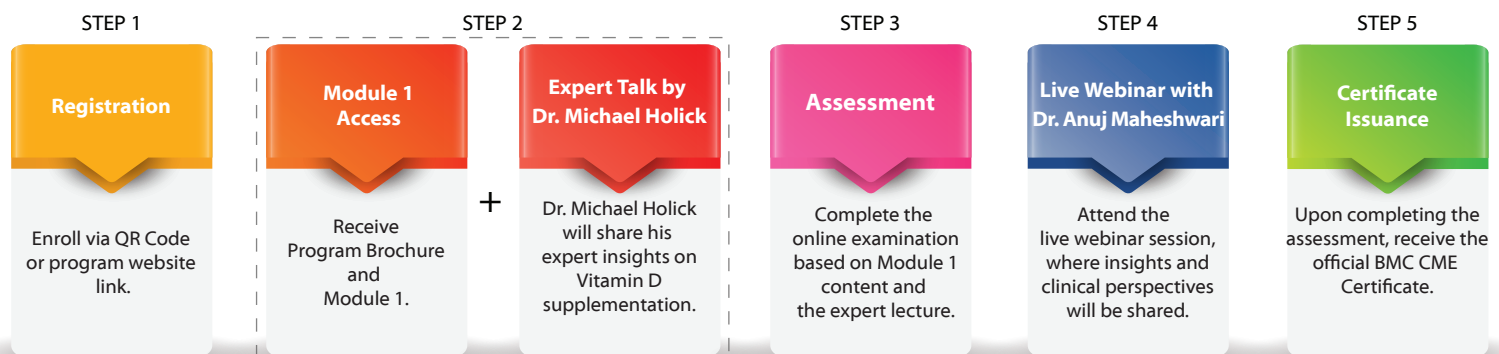 STEP 1
Registration
Enroll via QR Code
or program website
link.
STEP 2
Module 1
Access
Receive
Program Brochure
and
Module 1.
+
Expert Talk by
Dr. Michael Holick
Dr. Michael Holick
will share his
expert insights on
Vitamin D
supplementation.
STEP 3
Assessment
Complete the
online examination
based on Module 1
content and
the expert lecture.
STEP 4
Live Webinar with
Dr. Anuj Maheshwari
Attend the
live webinar session,
where insights and
clinical perspectives
will be shared.
STEP 5
Certificate
Issuance
Upon completing the
assessment, receive the
official BMC CME
Certificate.